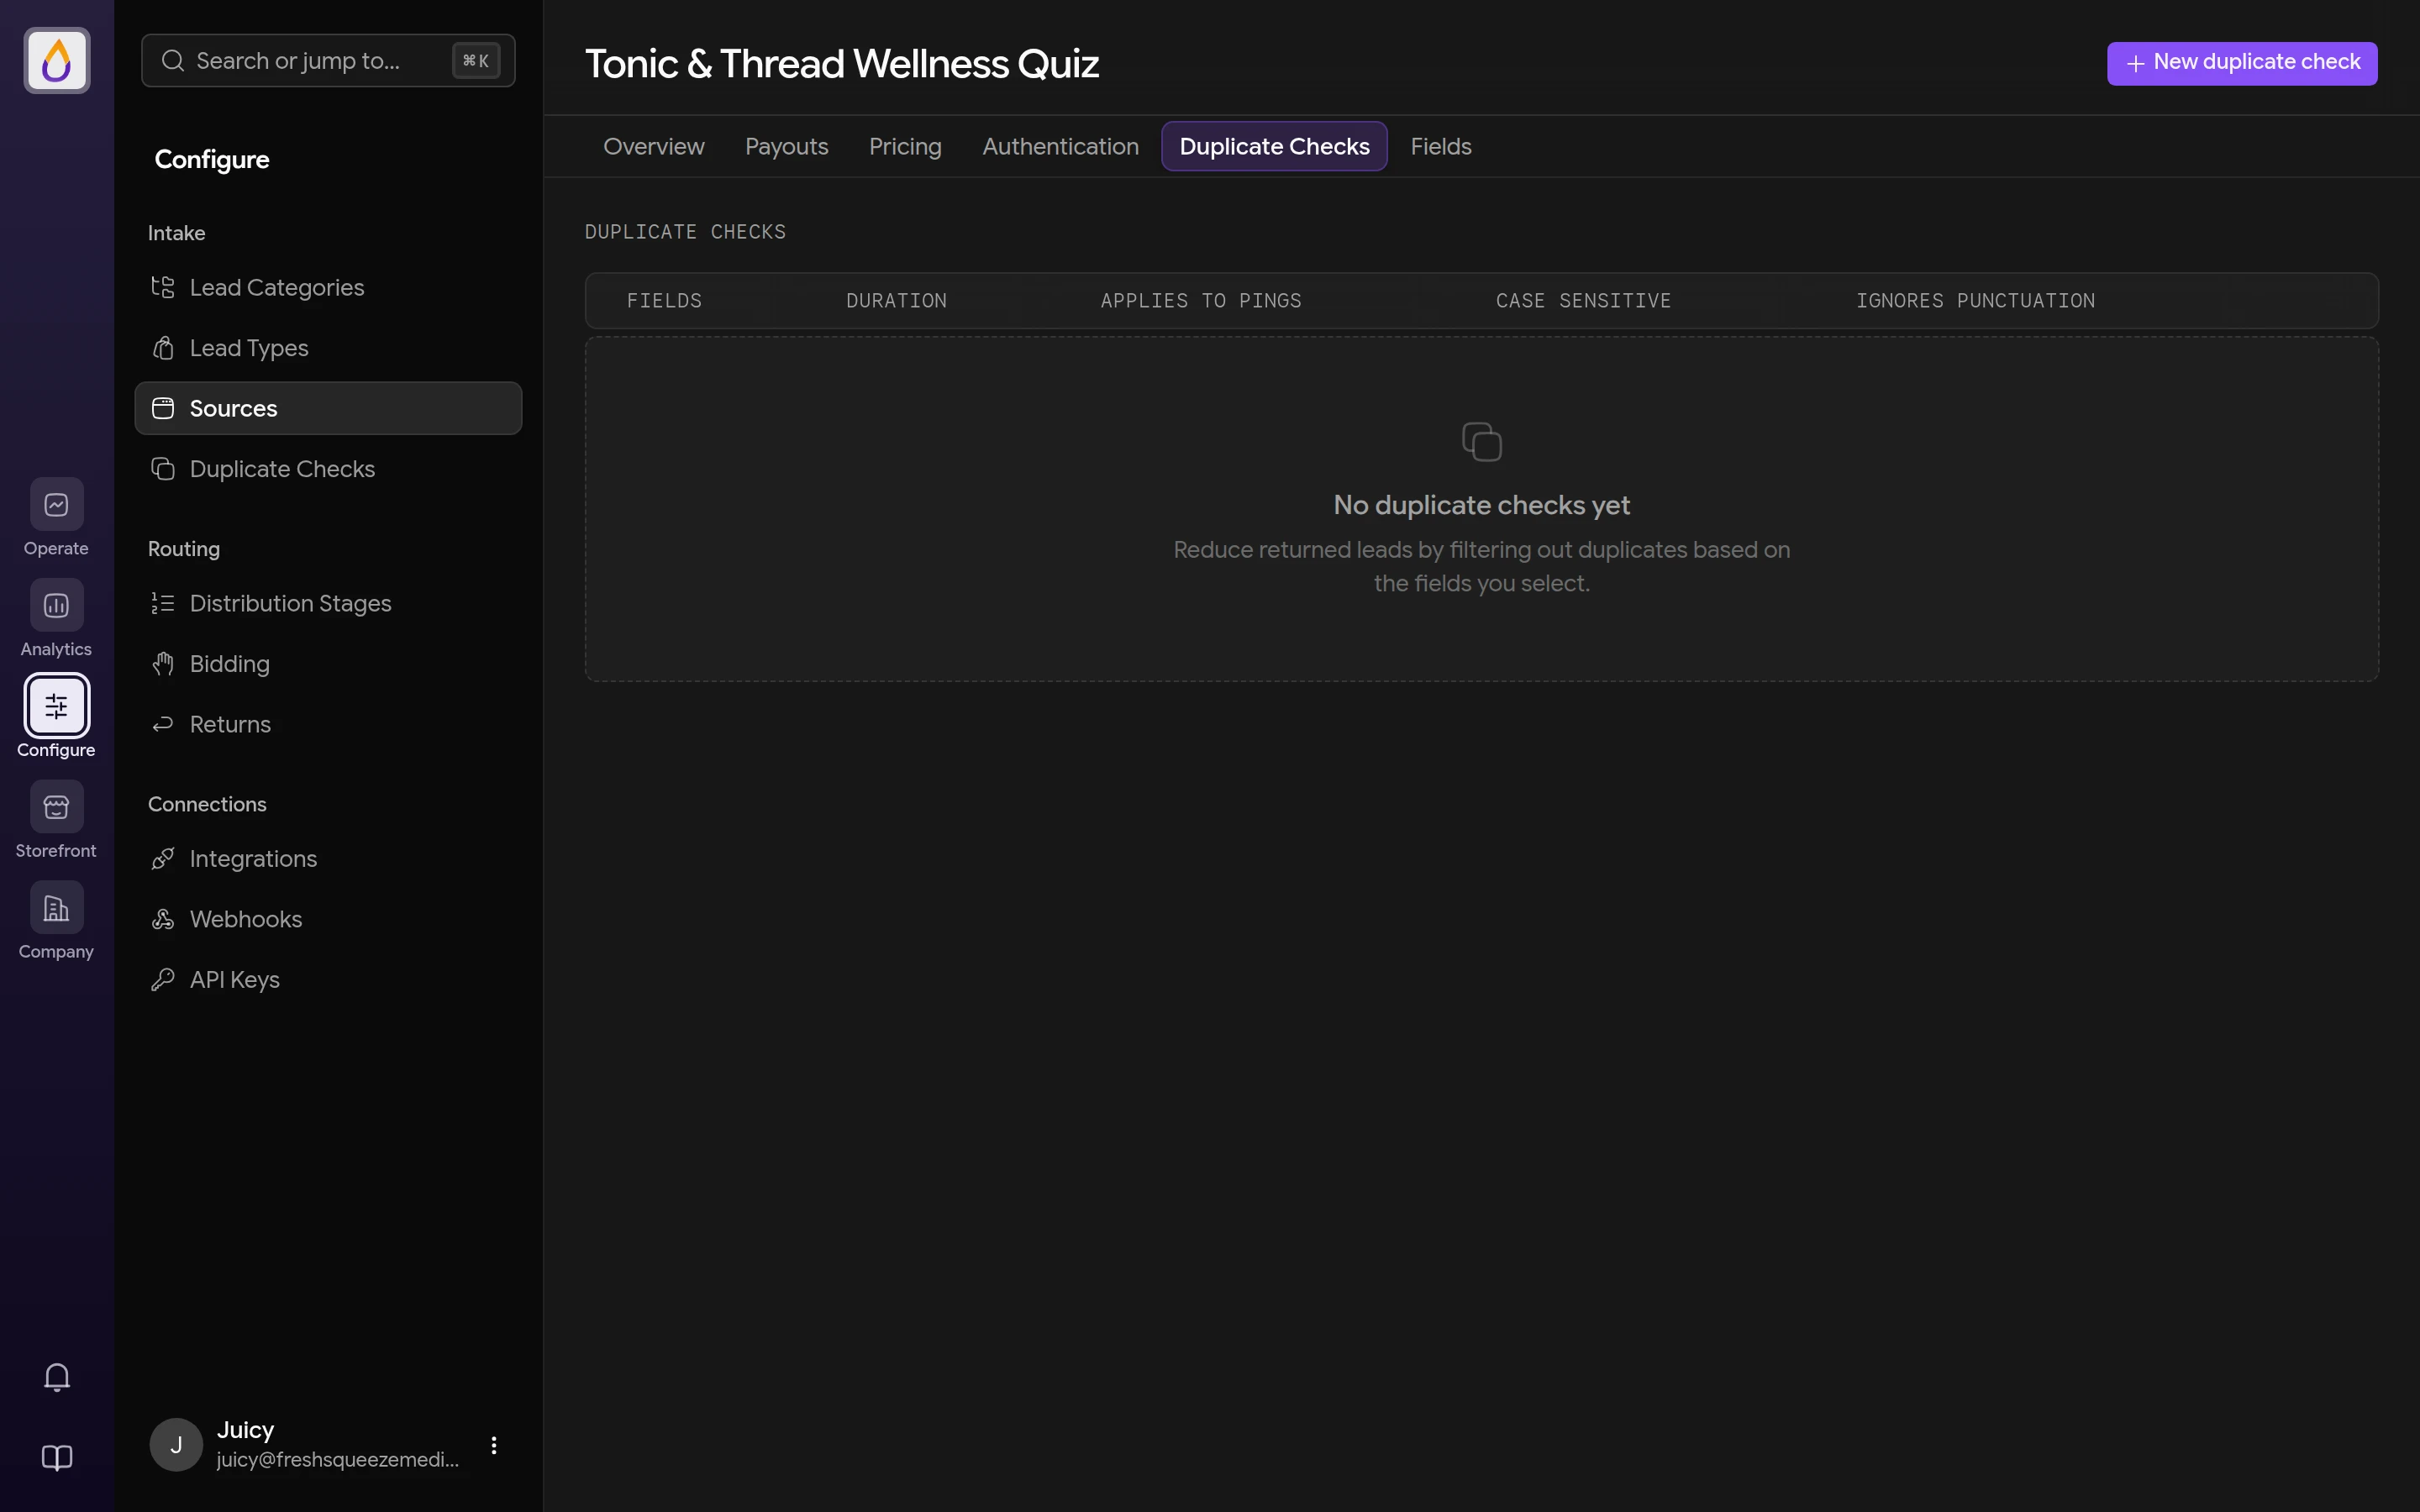 Search or jump to...
⌘K
Configure
Intake
Lead Categories
Lead Types
Sources
Duplicate Checks
Routing
Distribution Stages
Bidding
Returns
Connections
Integrations
Webhooks
API Keys
Operate
Analytics
Configure
Storefront
Company
J
Juicy
juicy@freshsqueezemedi...
Tonic & Thread Wellness Quiz
New duplicate check
Overview
Payouts
Pricing
Authentication
Duplicate Checks
Fields
DUPLICATE CHECKS
FIELDS
DURATION
APPLIES TO PINGS
CASE SENSITIVE
IGNORES PUNCTUATION
No duplicate checks yet
Reduce returned leads by filtering out duplicates based on
the fields you select.